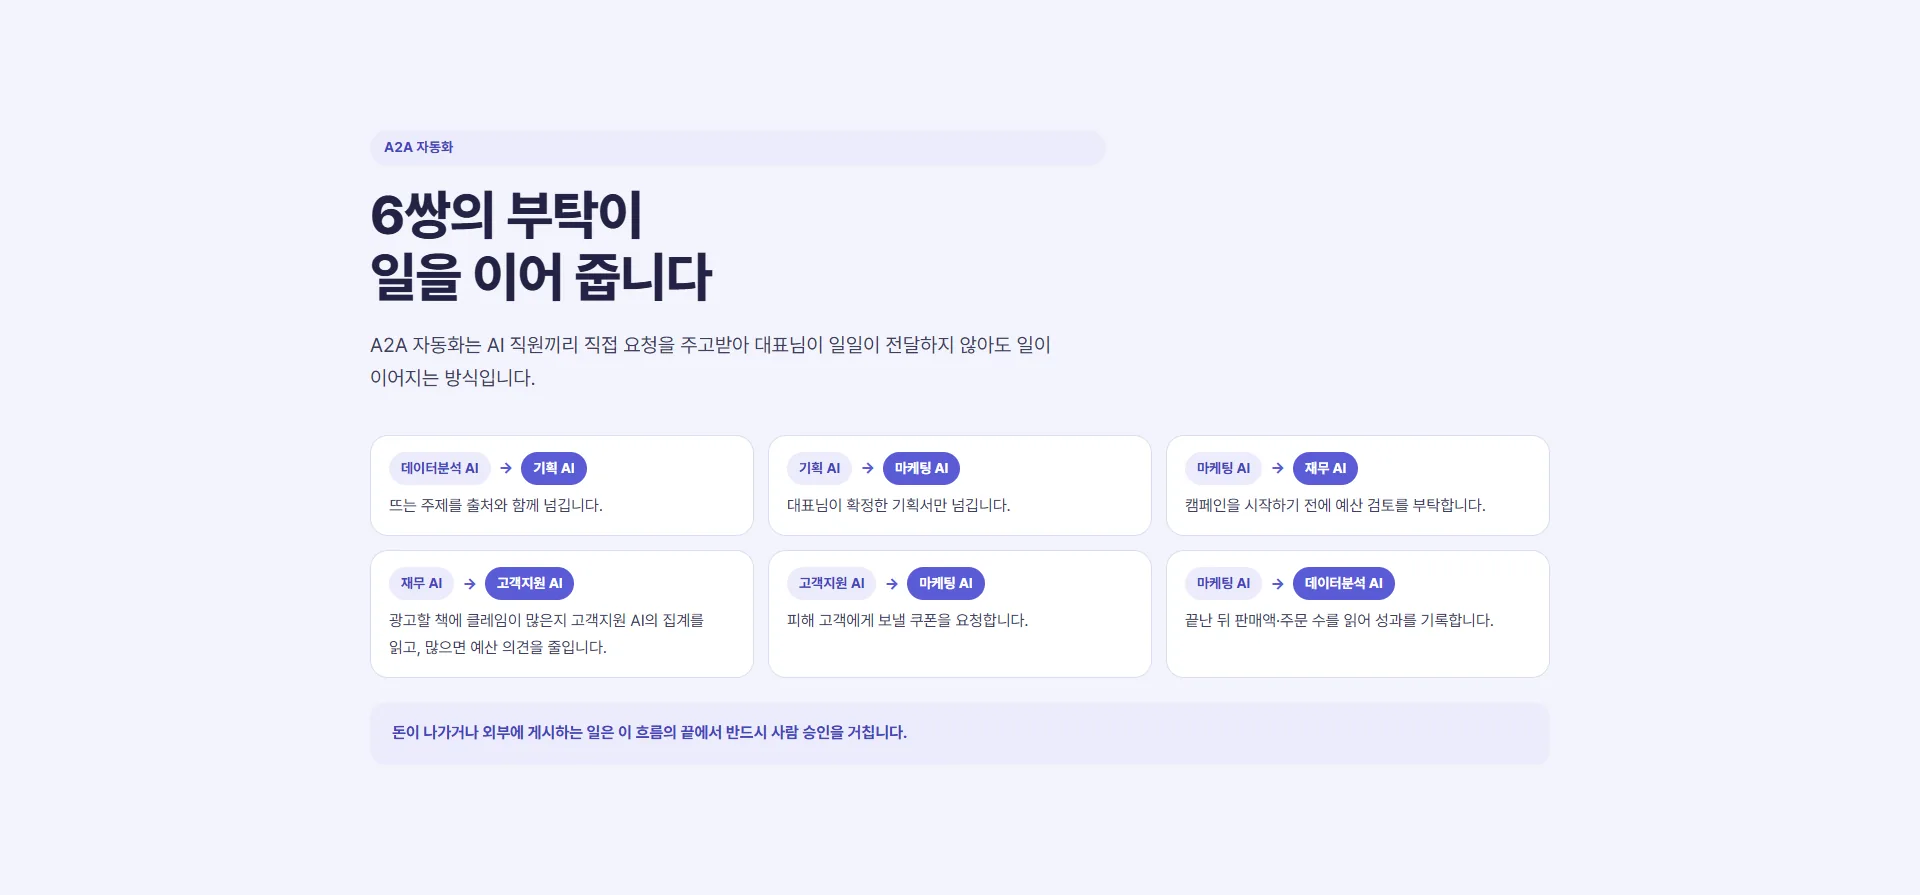 A2A 자동화
6쌍의 부탁이
일을 이어 줍니다
A2A 자동화는 AI 직원끼리 직접 요청을 주고받아 대표님이 일일이 전달하지 않아도 일이
이어지는 방식입니다.
데이터분석 AI → 기획 AI
뜨는 주제를 출처와 함께 넘깁니다.
기획 AI → 마케팅 AI
대표님이 확정한 기획서만 넘깁니다.
마케팅 AI → 재무 AI
캠페인을 시작하기 전에 예산 검토를 부탁합니다.
재무 AI → 고객지원 AI
광고할 책에 클레임이 많은지 고객지원 AI의 집계를
읽고, 많으면 예산 의견을 줄입니다.
고객지원 AI → 마케팅 AI
피해 고객에게 보낼 쿠폰을 요청합니다.
마케팅 AI → 데이터분석 AI
끝난 뒤 판매액·주문 수를 읽어 성과를 기록합니다.
돈이 나가거나 외부에 게시하는 일은 이 흐름의 끝에서 반드시 사람 승인을 거칩니다.